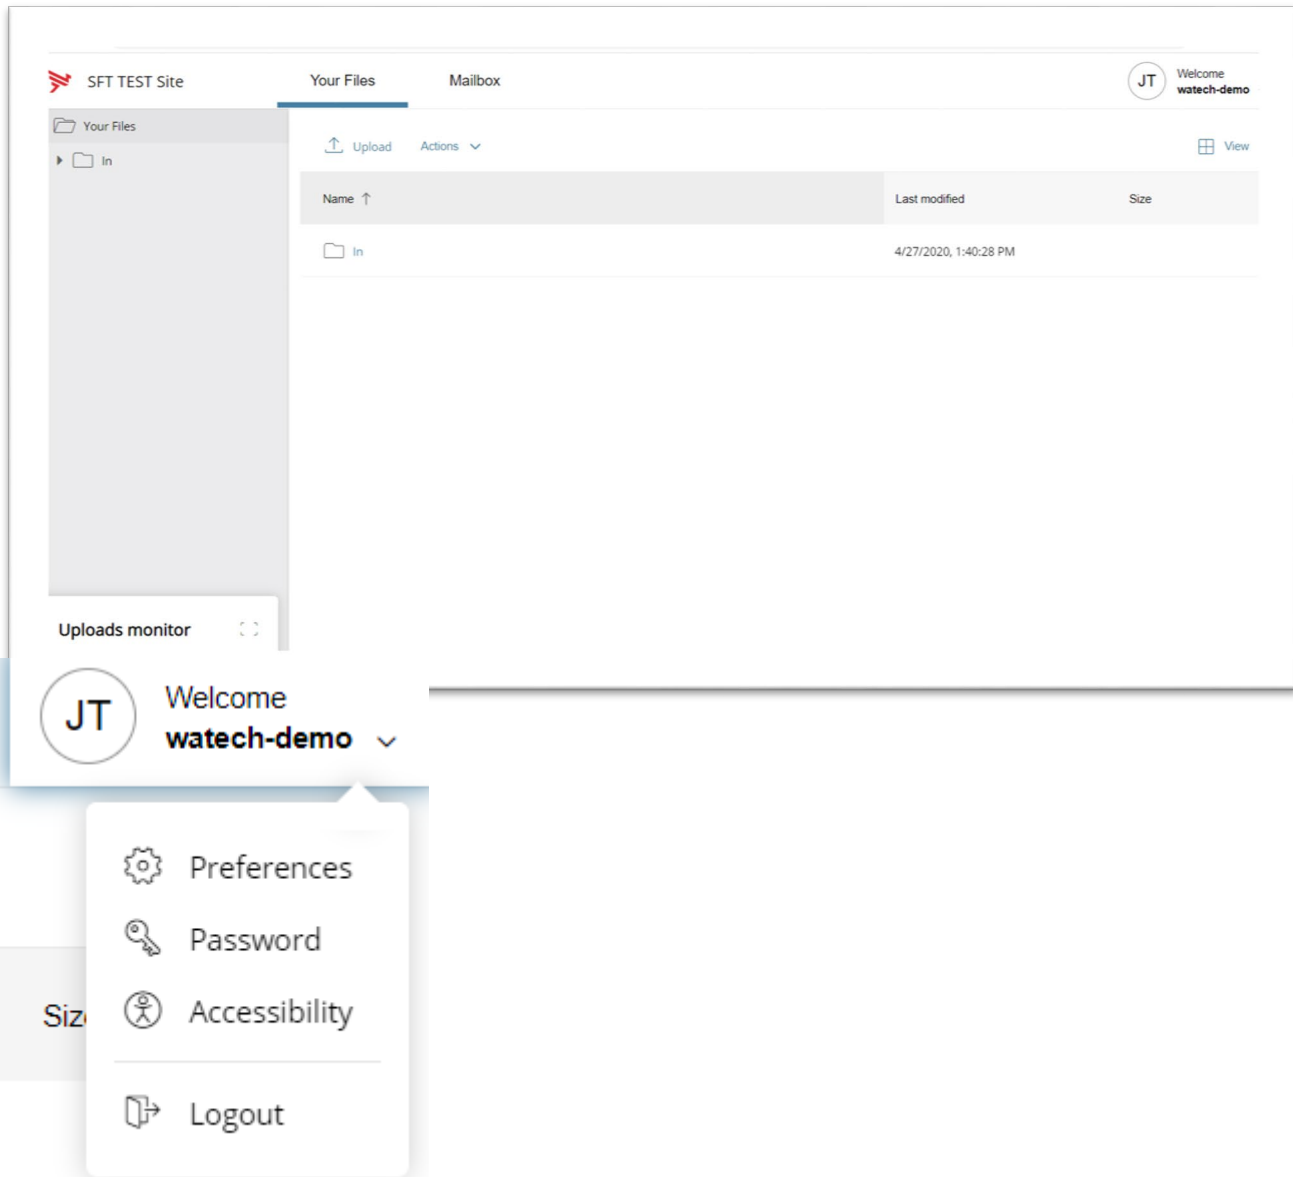 SFT TEST Site
Your Files
Mailbox
JT
Welcome
watech-demo
Your Files
In
Upload
Actions
View
Name
Last modified
Size
In
4/27/2020, 1:40:28 PM
Uploads monitor
JT
Welcome
watech-demo
Preferences
Password
Accessibility
Logout